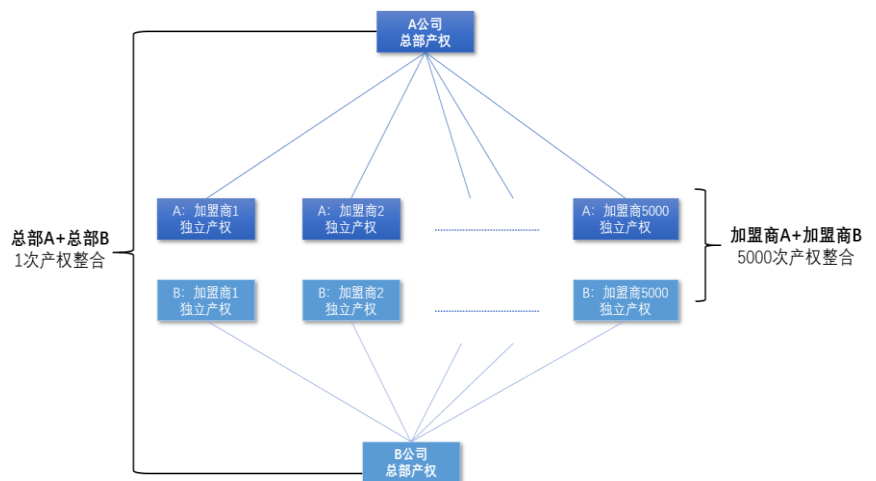 A公司
总部产权
A：加盟商1
独立产权
A：加盟商2
独立产权
A：加盟商5000
独立产权
总部A+总部B
1次产权整合
加盟商A+加盟商B
5000次产权整合
B：加盟商1
独立产权
B：加盟商2
独立产权
B：加盟商5000
独立产权
B公司
总部产权